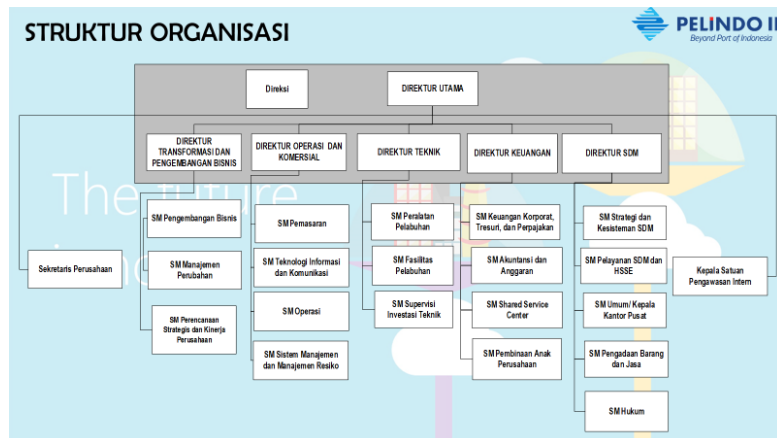 STRUKTUR ORGANISASI
PELINDO II
Beyond Port of Indonesia
Direksi
DIREKTUR UTAMA
DIREKTUR
TRANSFORMASI DAN
PENGEMBANGAN BISNIS
DIREKTUR OPERASI DAN
KOMERSIAL
DIREKTUR TEKNIK
DIREKTUR KEUANGAN
DIREKTUR SDM
The future
SM Pengembangan Bisnis
SM Manajemen
Perubahan
SM Perencanaan
Strategis dan Kinerja
Perusahaan
SM Pemasaran
SM Teknologi Informasi
dan Komunikasi
SM Operasi
SM Sistem Manajemen
dan Manajemen Resiko
SM Peralatan
Pelabuhan
SM Fasilitas
Pelabuhan
SM Supervisi
Investasi Teknik
SM Keuangan Korporat,
Tresuri, dan Perpajakan
SM Akuntansi dan
Anggaran
SM Shared Service
Center
SM Pembinaan Anak
Perusahaan
SM Strategi dan
Kesisteman SDM
SM Pelayanan SDM dan
HSSE
SM Umum/ Kepala
Kantor Pusat
SM Pengadaan Barang
dan Jasa
SM Hukum
Sekretaris Perusahaan
Kepala Satuan
Pengawasan Intern